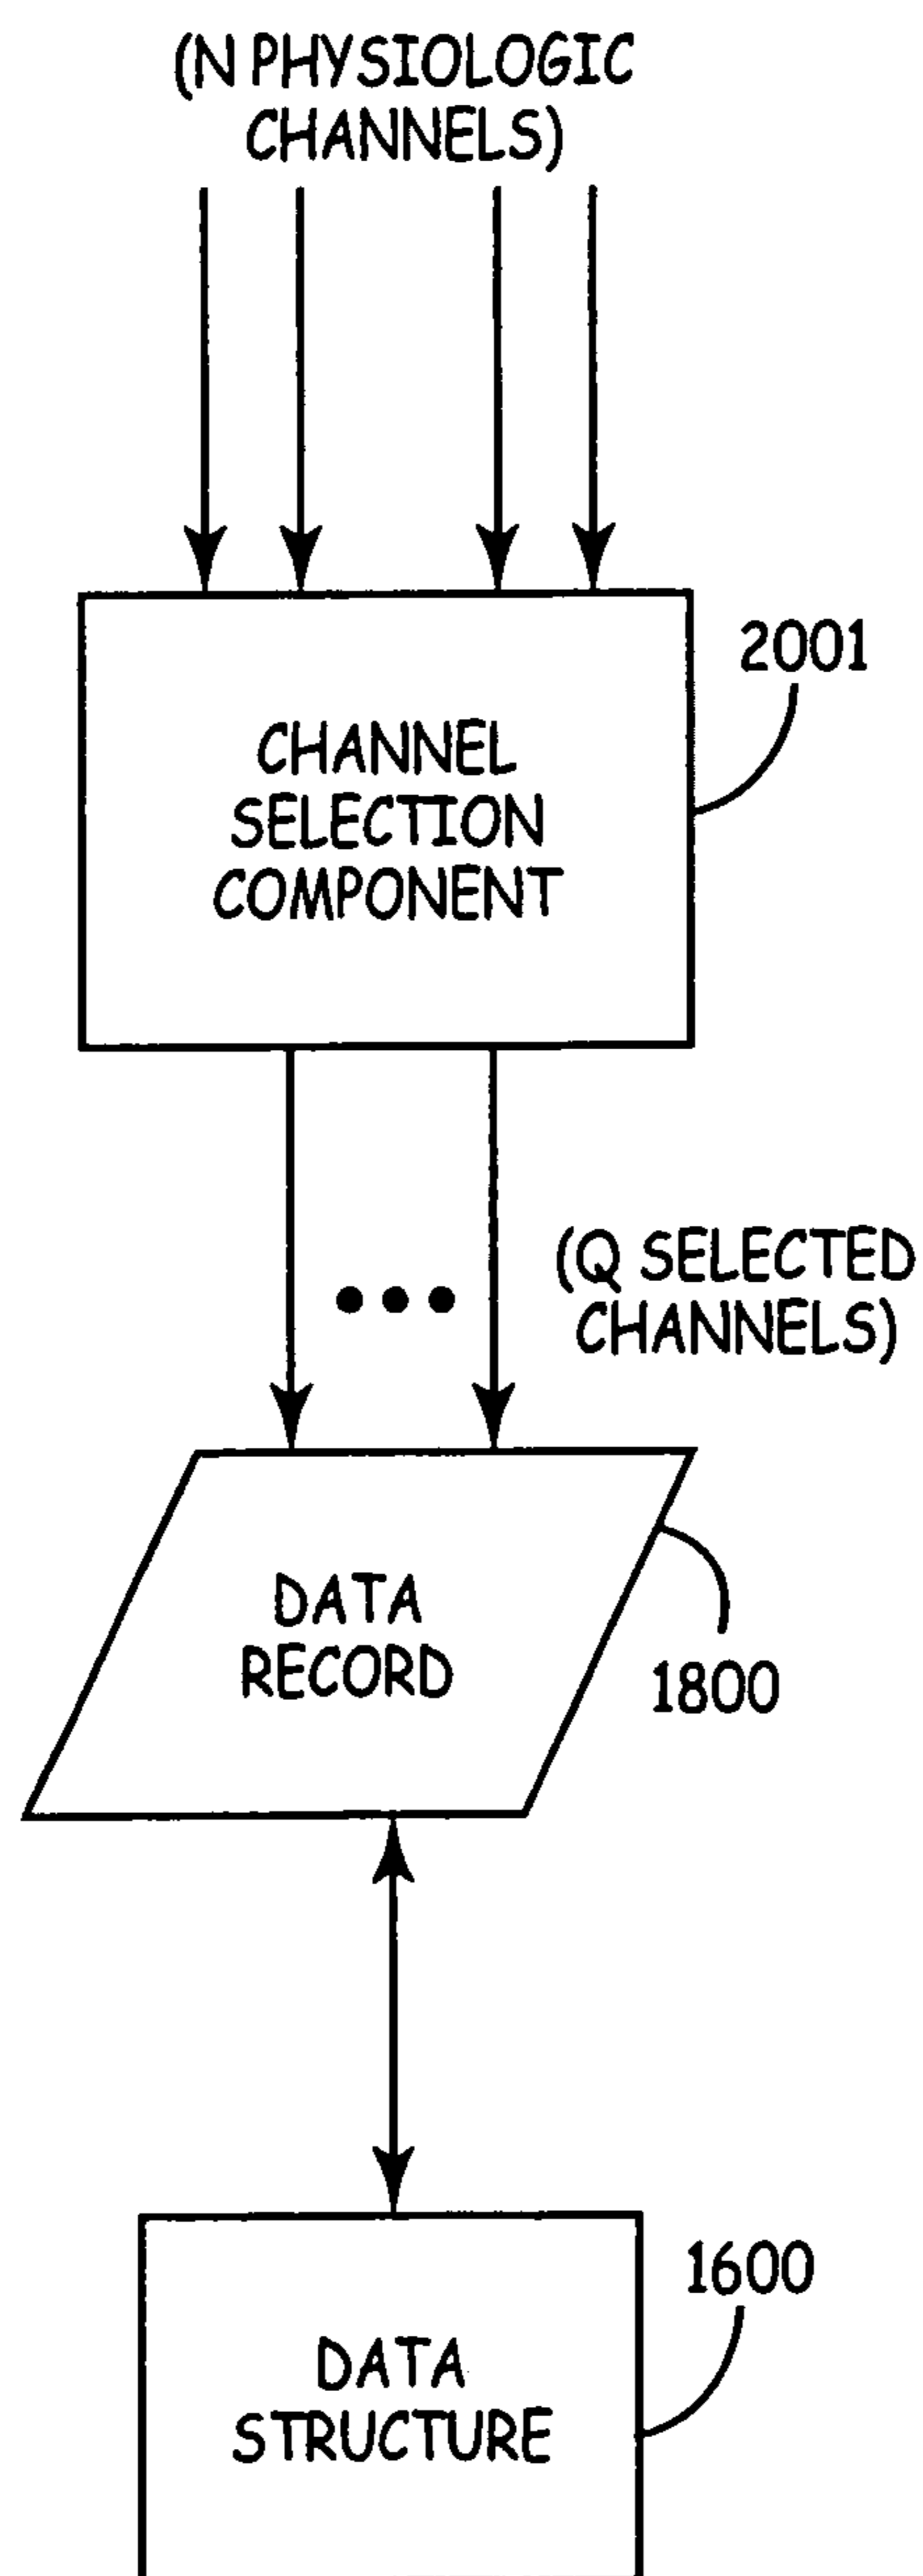 (N PHYSIOLOGIC
CHANNELS)
2001
CHANNEL
SELECTION
COMPONENT
(Q SELECTED
CHANNELS)
DATA
RECORD
1800
1600
DATA
STRUCTURE